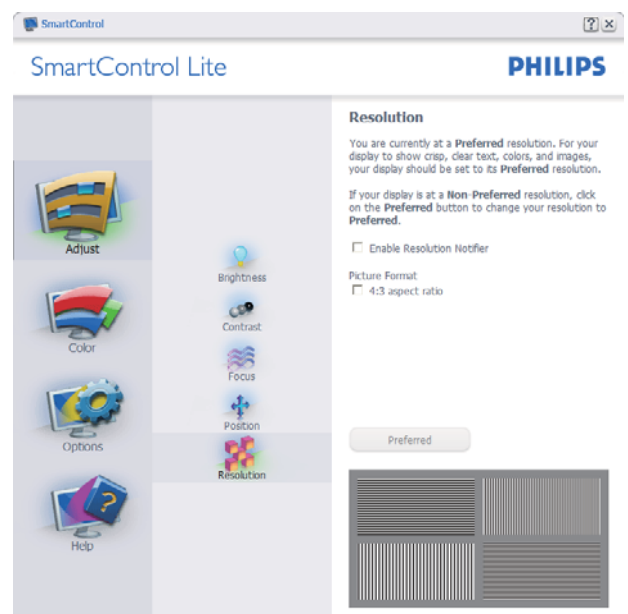 SmartControl
SmartControl Lite
PHILIPS
Adjust
Color
Options
Help
Brightness
Contrast
Focus
Position
Resolution
Resolution
You are currently at a Preferred resolution. For your
display to show crisp, clear text, colors, and images,
your display should be set to its Preferred resolution.
If your display is at a Non-Preferred resolution, click
on the Preferred button to change your resolution to
Preferred.
Enable Resolution Notifier
Picture Format
4:3 aspect ratio
Preferred